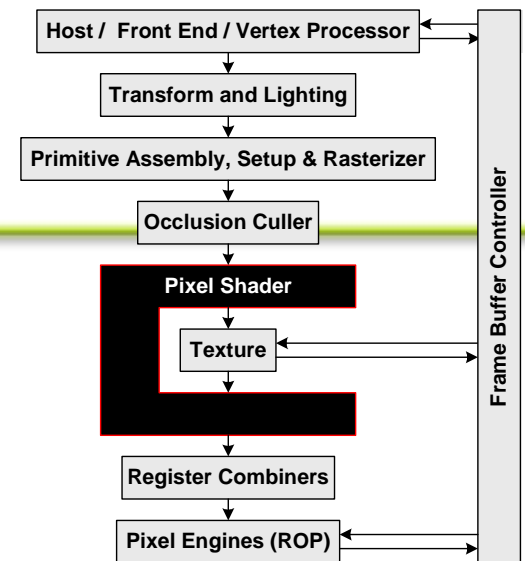 Host / Front End / Vertex Processor
Transform and Lighting
Primitive Assembly, Setup & Rasterizer
Occlusion Culler
Pixel Shader
Texture
Register Combiners
Pixel Engines (ROP)
Frame Buffer Controller